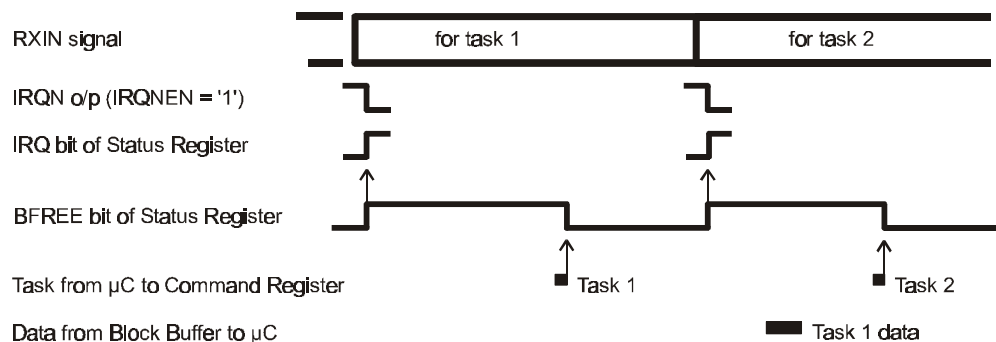 RXIN signal
for task 1
for task 2
IRQN o/p (IRQNEN = '1')
IRQ bit of Status Register
BFREE bit of Status Register
Task from µC to Command Register
Task 1
Task 2
Data from Block Buffer to µC
Task 1 data